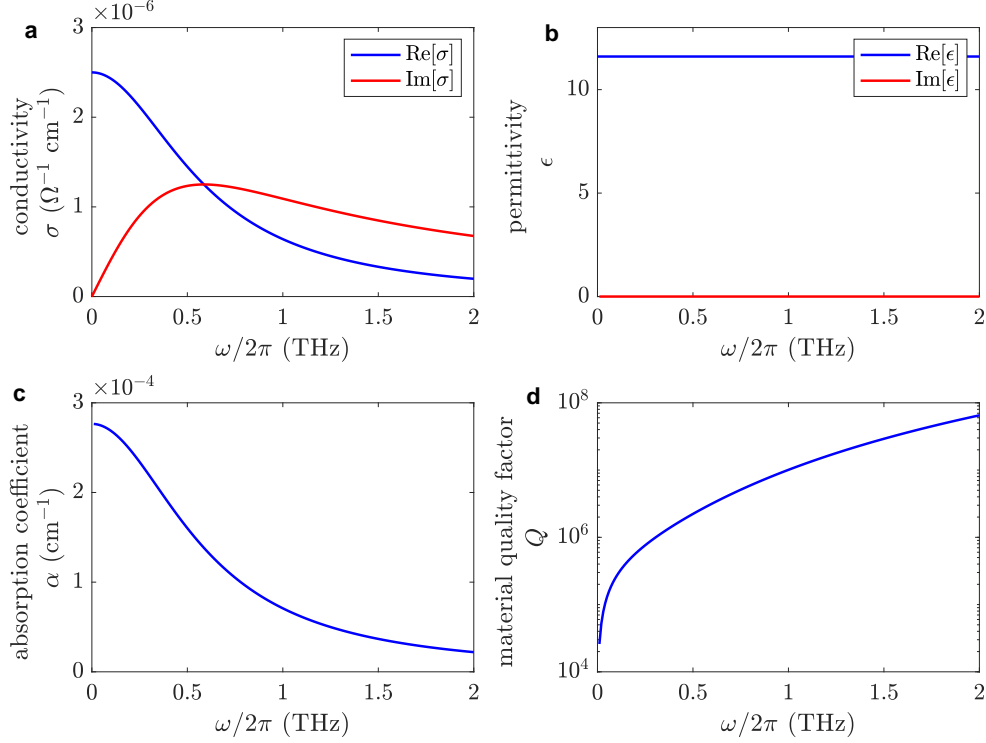 a
×10⁻⁶
3
2
1
0
0
0.5
1
1.5
2
ω/2π (THz)
conductivity
σ (Ω⁻¹ cm⁻¹)
Re[σ]
Im[σ]
b
10
5
0
0
0.5
1
1.5
2
ω/2π (THz)
permittivity
ϵ
Re[ϵ]
Im[ϵ]
c
×10⁻⁴
3
2
1
0
0
0.5
1
1.5
2
ω/2π (THz)
absorption coefficient
α (cm⁻¹)
d
10⁸
10⁶
10⁴
0
0.5
1
1.5
2
ω/2π (THz)
material quality factor
Q